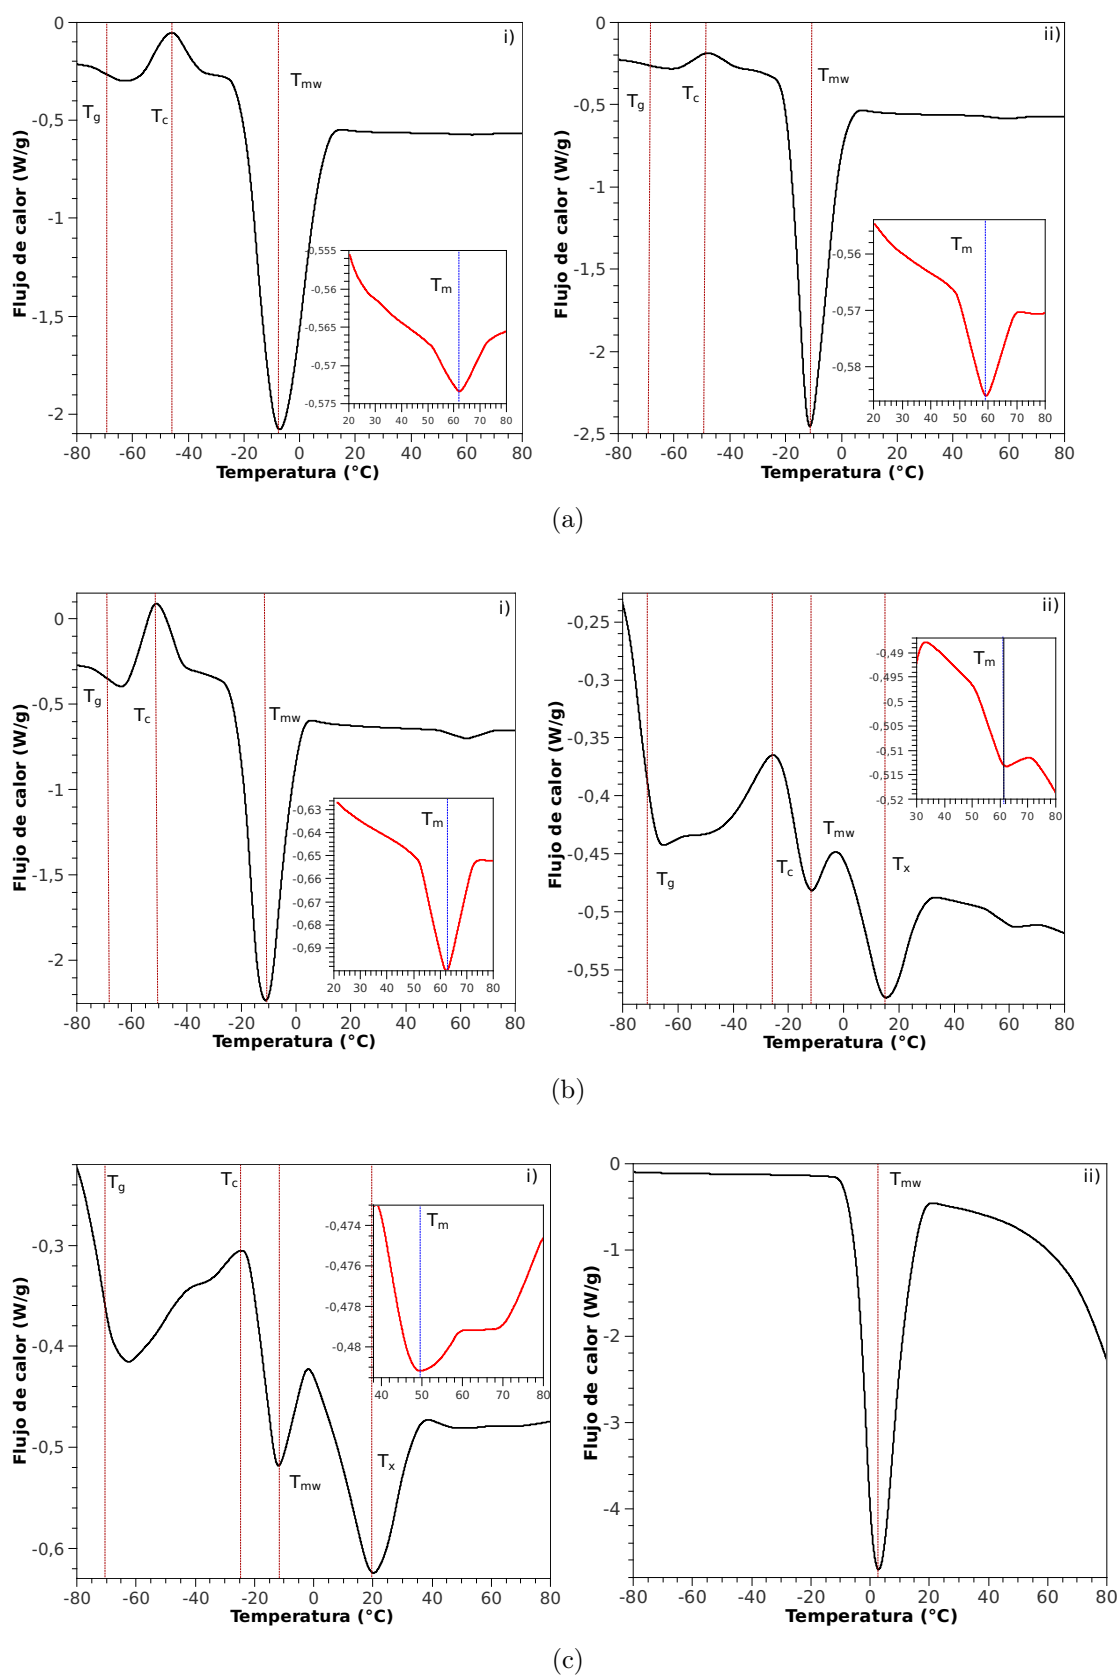 i)
0
-0,5
-1
-1,5
-2
Flujo de calor (W/g)
T_g
T_c
T_mw
-0,555
-0,56
-0,565
-0,57
-0,575
T_m
20 30 40 50 60 70 80
-80 -60 -40 -20 0 20 40 60 80
Temperatura (°C)
ii)
0
-0,5
-1
-1,5
-2
-2,5
Flujo de calor (W/g)
T_g
T_c
T_mw
-0,56
-0,57
-0,58
T_m
20 30 40 50 60 70 80
-80 -60 -40 -20 0 20 40 60 80
Temperatura (°C)
(a)
i)
0
-0,5
-1
-1,5
-2
Flujo de calor (W/g)
T_g
T_c
T_mw
-0,63
-0,64
-0,65
-0,66
-0,67
-0,68
-0,69
T_m
20 30 40 50 60 70 80
-80 -60 -40 -20 0 20 40 60 80
Temperatura (°C)
ii)
-0,25
-0,3
-0,35
-0,4
-0,45
-0,5
-0,55
Flujo de calor (W/g)
T_g
T_c
T_mw
T_x
-0,49
-0,495
-0,5
-0,505
-0,51
-0,515
-0,52
T_m
30 40 50 60 70 80
-80 -60 -40 -20 0 20 40 60 80
Temperatura (°C)
(b)
i)
-0,3
-0,4
-0,5
-0,6
Flujo de calor (W/g)
T_g
T_c
T_mw
T_x
-0,474
-0,476
-0,478
-0,48
T_m
40 50 60 70 80
-80 -60 -40 -20 0 20 40 60 80
Temperatura (°C)
ii)
0
-1
-2
-3
-4
Flujo de calor (W/g)
T_mw
-80 -60 -40 -20 0 20 40 60 80
Temperatura (°C)
(c)